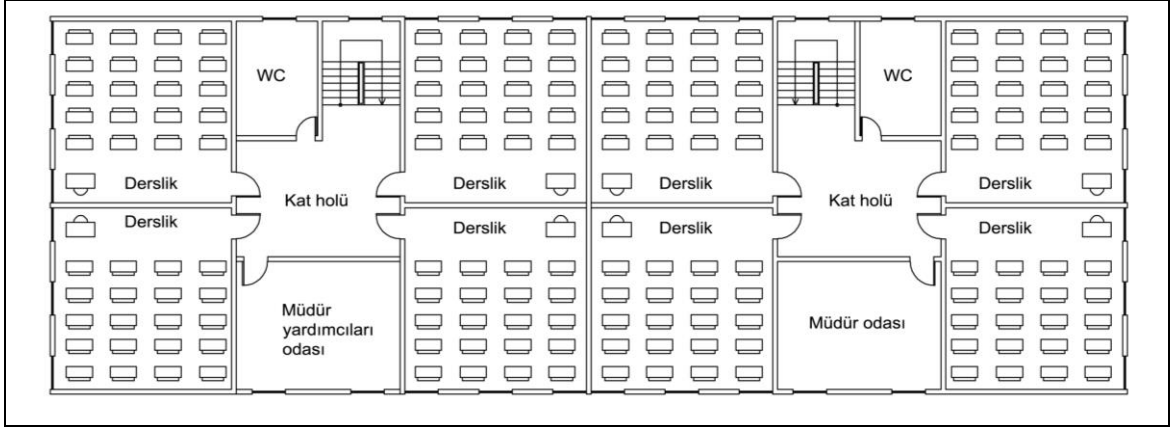 WC
WC
Derslik
Derslik
Derslik
Derslik
Kat holü
Kat holü
Derslik
Derslik
Derslik
Derslik
Müdür
yardımcıları
odası
Müdür odası